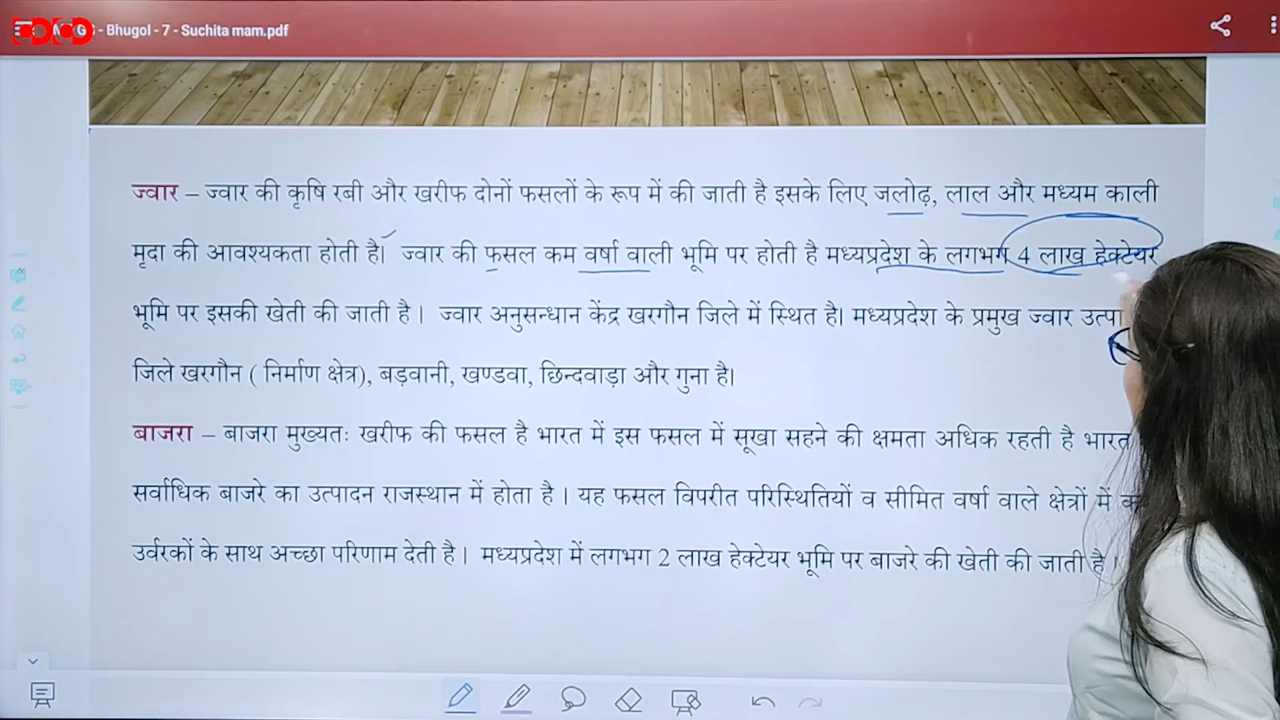 - Bhugol - 7 - Suchita mam.pdf
ज्वार – ज्वार की कृषि रबी और खरीफ दोनों फसलों के रूप में की जाती है इसके लिए जलोढ़, लाल और मध्यम काली
मृदा की आवश्यकता होती है। ज्वार की फसल कम वर्षा वाली भूमि पर होती है मध्यप्रदेश के लगभग 4 लाख हेक्टेयर
भूमि पर इसकी खेती की जाती है । ज्वार अनुसन्धान केंद्र खरगौन जिले में स्थित है। मध्यप्रदेश के प्रमुख ज्वार
जिले खरगौन ( निर्माण क्षेत्र), बड़वानी, खण्डवा, छिन्दवाड़ा और गुना है।
बाजरा – बाजरा मुख्यतः खरीफ की फसल है भारत में इस फसल में सूखा सहने की क्षमता अधिक रहती है भारत
सर्वाधिक बाजरे का उत्पादन राजस्थान में होता है । यह फसल विपरीत परिस्थितियों व सीमित वर्षा वाले क्षेत्रों में
उर्वरकों के साथ अच्छा परिणाम देती है । मध्यप्रदेश में लगभग 2 लाख हेक्टेयर भूमि पर बाजरे की खेती की जाती है ।